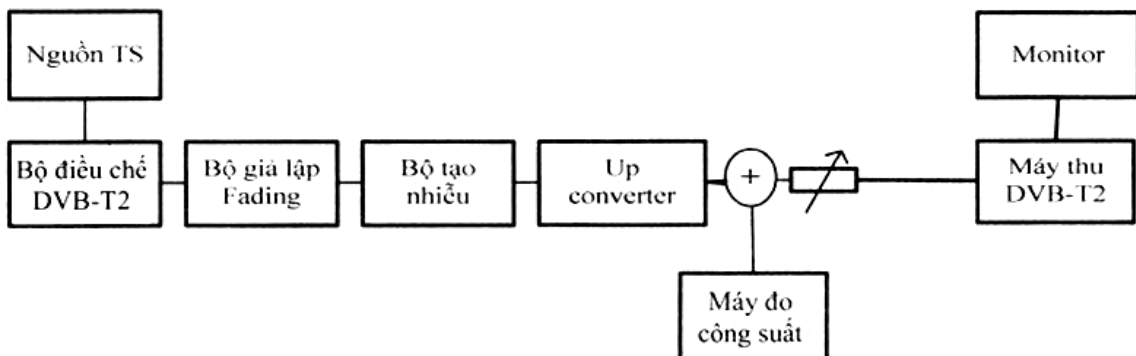 Nguồn TS
Monitor
Bộ điều chế
DVB-T2
Bộ giả lập
Fading
Bộ tạo
nhiễu
Up
converter
+
Máy thu
DVB-T2
Máy đo
công suất